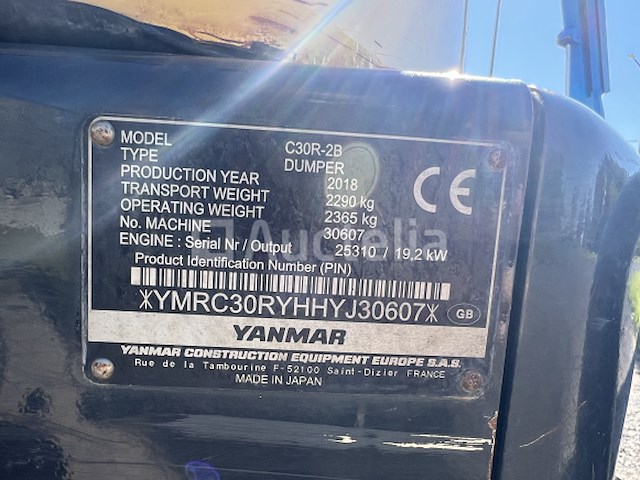 MODEL C30R-2B
TYPE DUMPER
PRODUCTION YEAR 2018
TRANSPORT WEIGHT 2290 kg
OPERATING WEIGHT 2365 kg
No. MACHINE 30607
ENGINE : Serial Nr / Output 25310 / 19,2 kW
Product Identification Number (PIN)
CE
*YMRC30RYHHYJ30607* GB
YANMAR
YANMAR CONSTRUCTION EQUIPMENT EUROPE S.A.S.
Rue de la Tambourine F-52100 Saint-Dizier FRANCE
MADE IN JAPAN
Auctelia